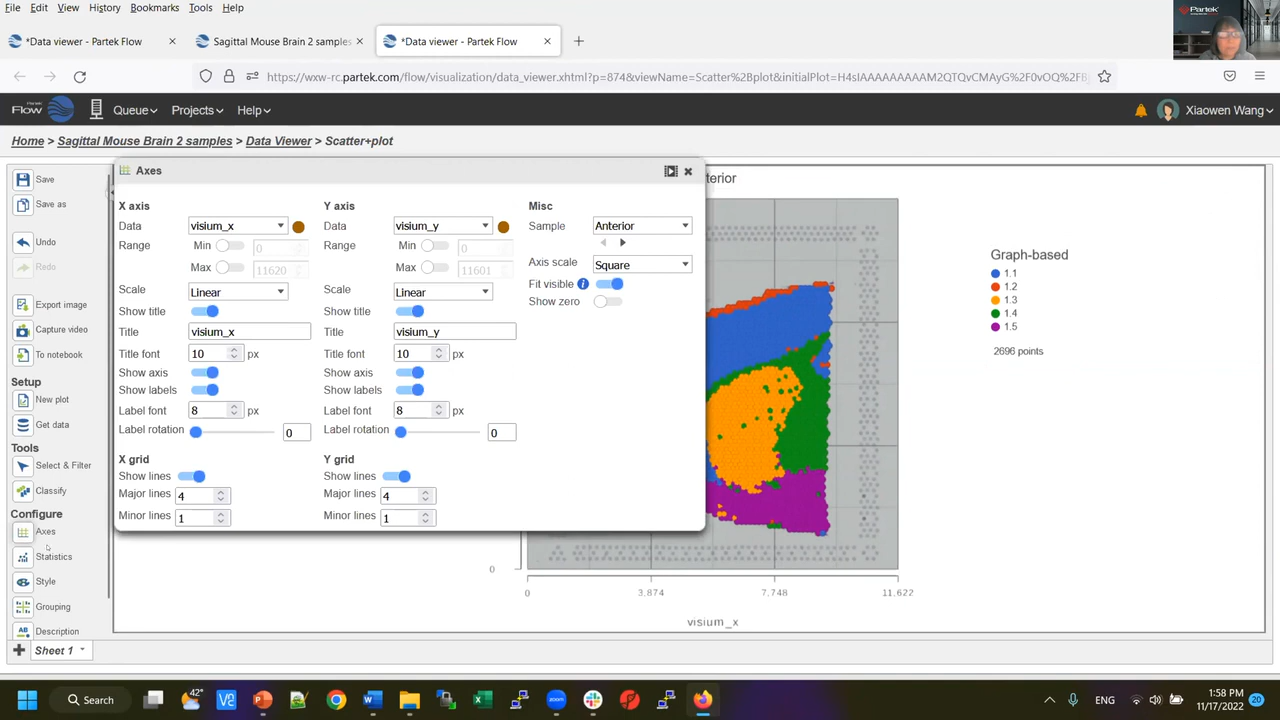 File Edit View History Bookmarks Tools Help
*Data viewer - Partek Flow
Sagittal Mouse Brain 2 samples -
*Data viewer - Partek Flow
Partek
https://wxw-rc.partek.com/flow/visualization/data_viewer.xhtml?p=874&viewName=Scatter%2Bplot&initialPlot=
Partek Flow
Queue
Projects
Help
Xiaowen Wang
Home > Sagittal Mouse Brain 2 samples > Data Viewer > Scatter+plot
Save
Save as
Undo
Redo
Export image
Capture video
To notebook
Setup
New plot
Get data
Tools
Select & Filter
Classify
Configure
Axes
Statistics
Style
Grouping
AB Description
Axes
X axis
Data visium_x
Range Min 0
Max 11620
Scale Linear
Show title
Title visium_x
Title font 10 px
Show axis
Show labels
Label font 8 px
Label rotation 0
X grid
Show lines
Major lines 4
Minor lines 1
Y axis
Data visium_y
Range Min 0
Max 11601
Scale Linear
Show title
Title visium_y
Title font 10 px
Show axis
Show labels
Label font 8 px
Label rotation 0
Y grid
Show lines
Major lines 4
Minor lines 1
Misc
Sample Anterior
Axis scale Square
Fit visible i
Show zero
terior
Graph-based
1.1
1.2
1.3
1.4
1.5
2696 points
0
0 3.874 7.748 11.622
visium_x
Sheet 1
Search
42°
ENG
1:58 PM
11/17/2022
20